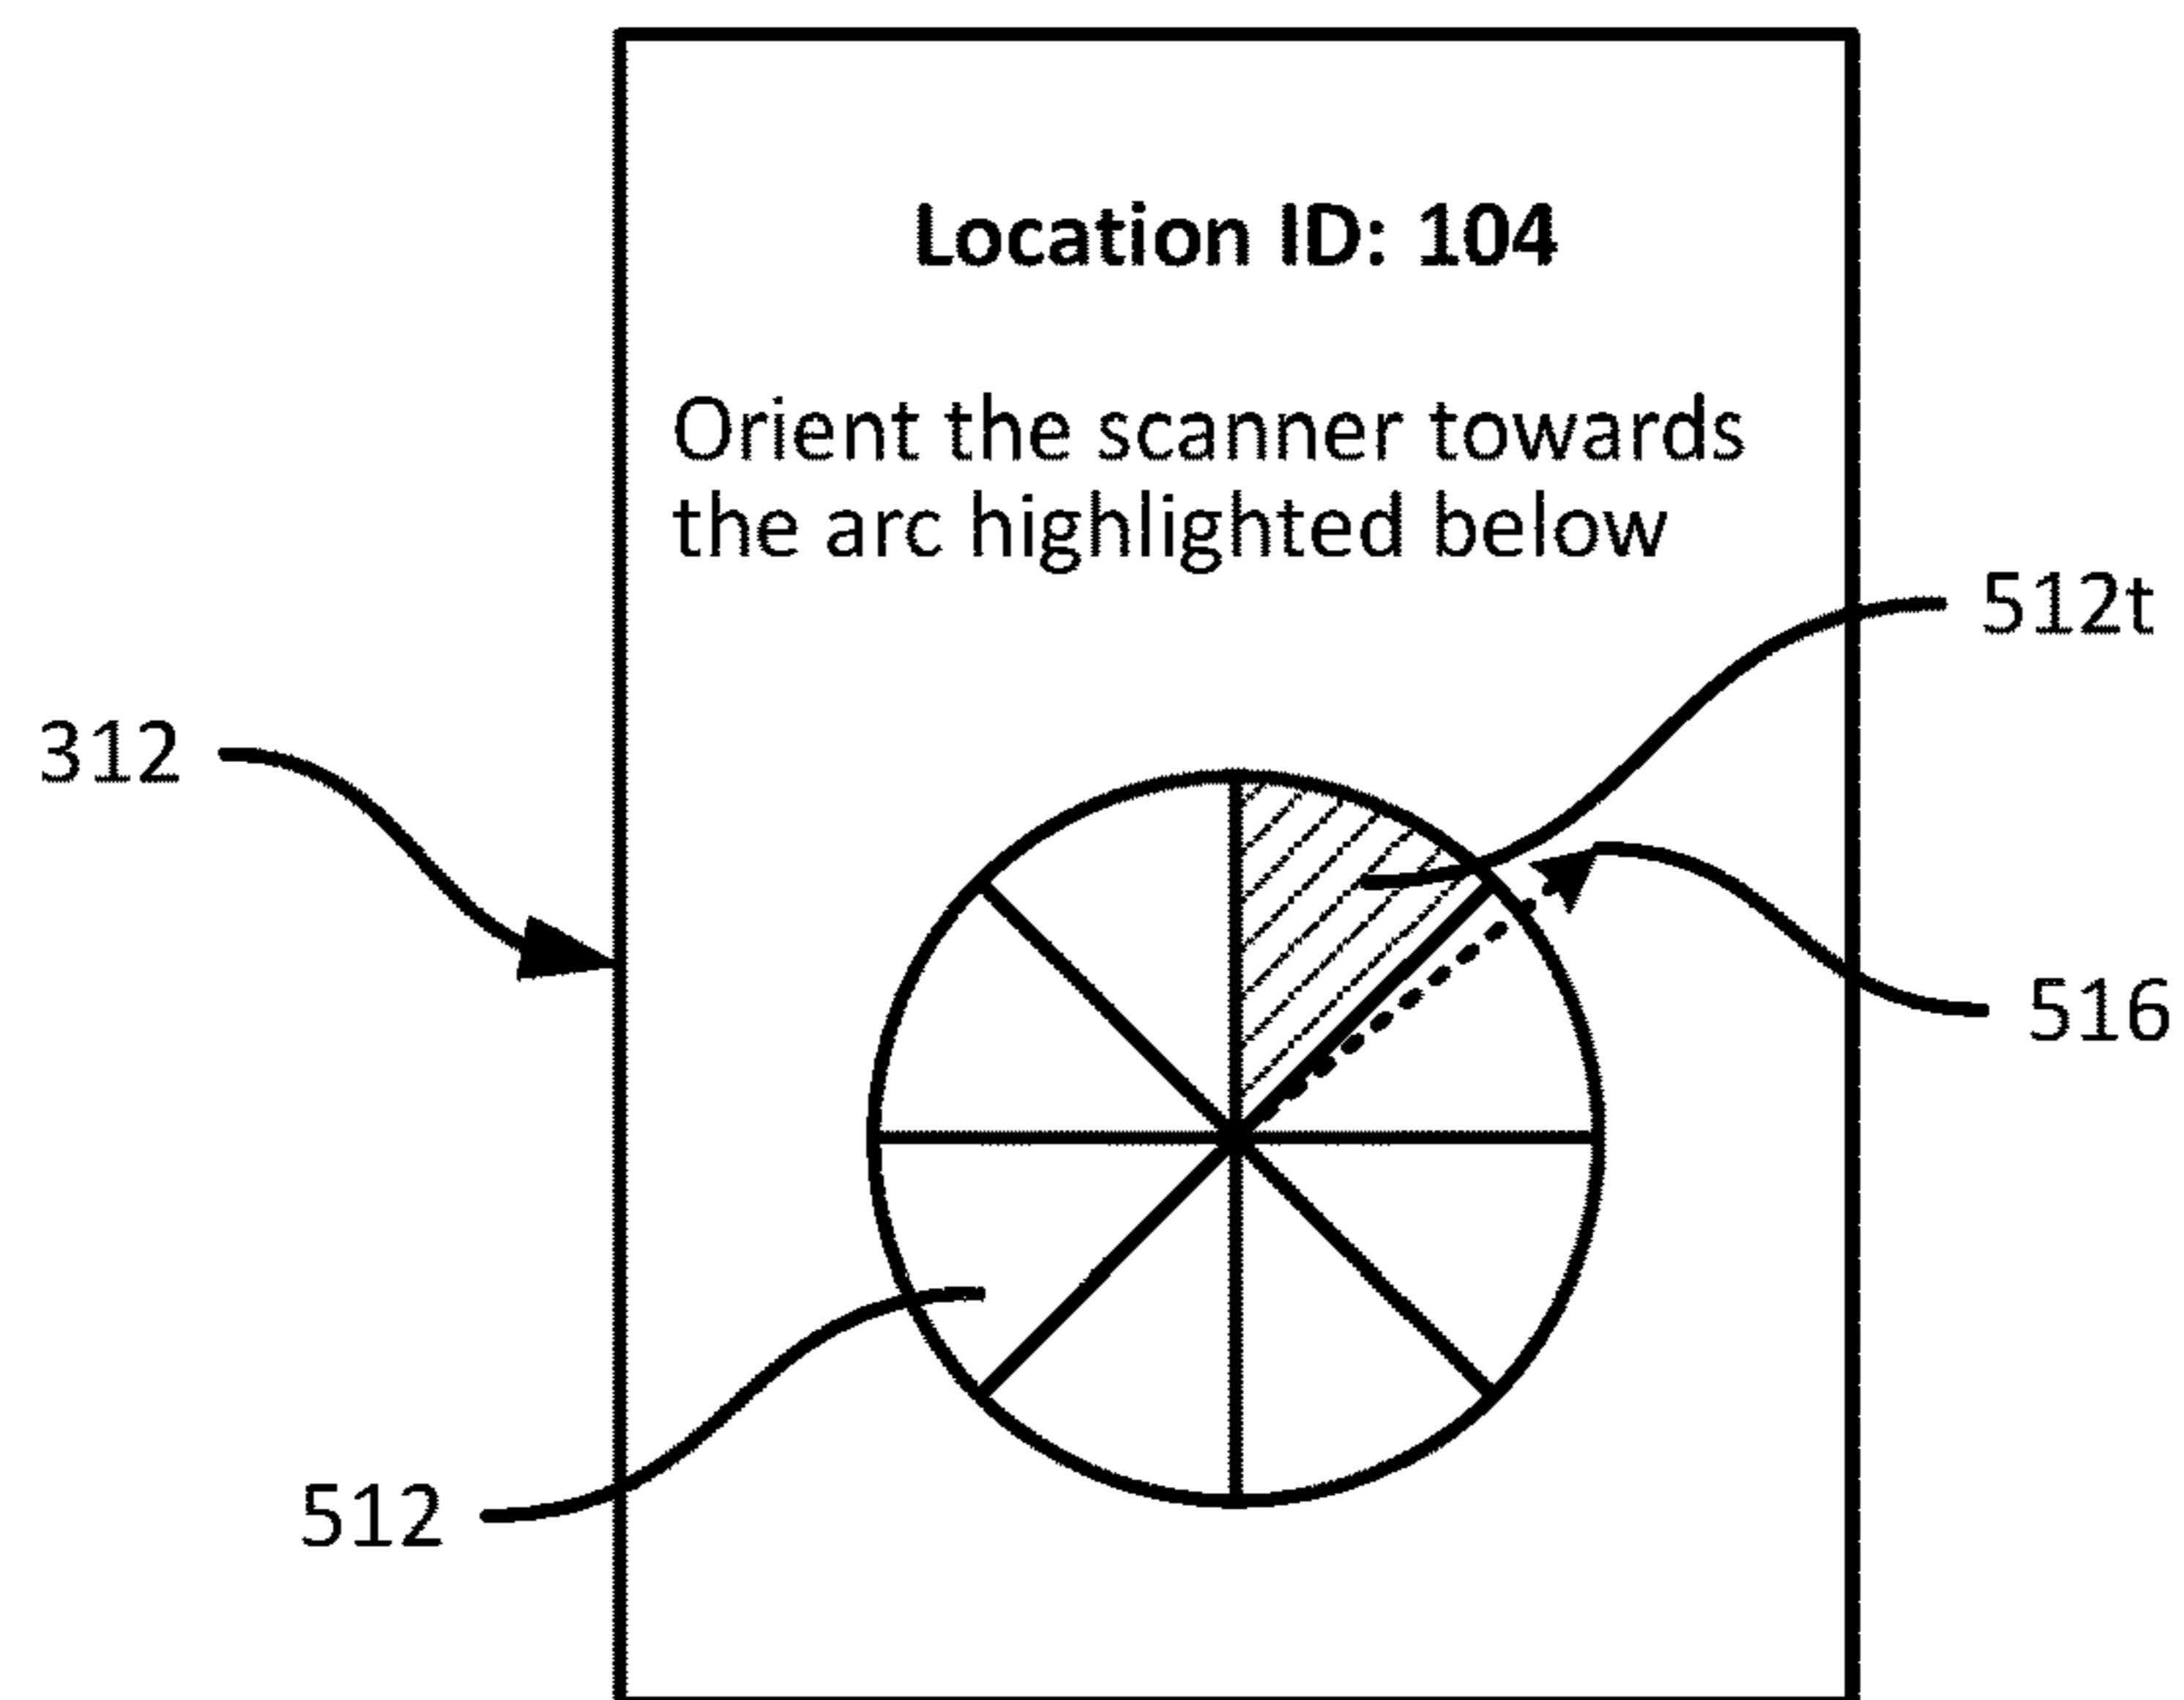 Location ID: 104
Orient the scanner towards
the arc highlighted below
512t
312
516
512